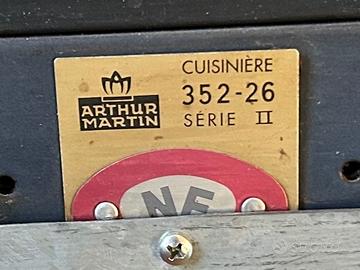 CUISINIÈRE
ARTHUR MARTIN
352-26
SÉRIE II
NF